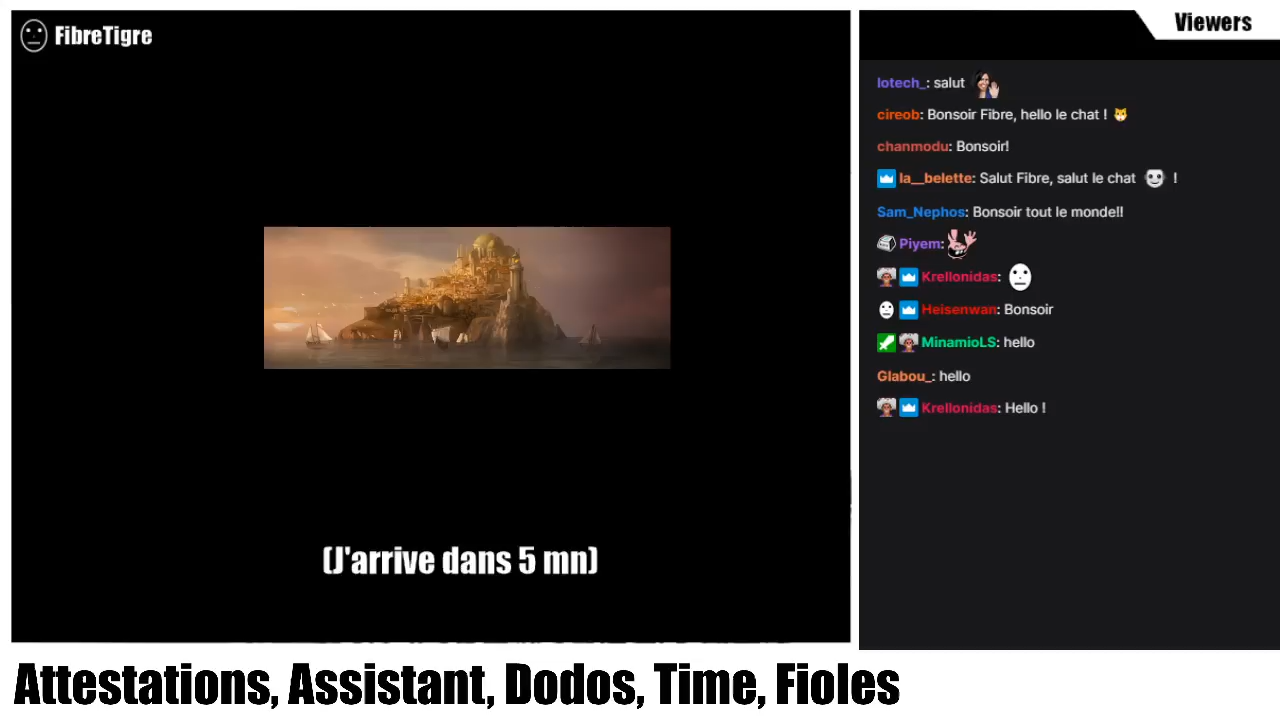 FibreTigre
(J'arrive dans 5 mn)
Viewers
lotech_: salut
cireob: Bonsoir Fibre, hello le chat !
chanmodu: Bonsoir!
la__belette: Salut Fibre, salut le chat !
Sam_Nephos: Bonsoir tout le monde!!
Piyem:
Krellonidas:
Heisenwan: Bonsoir
MinamioLS: hello
Glabou_: hello
Krellonidas: Hello !
Attestations, Assistant, Dodos, Time, Fioles